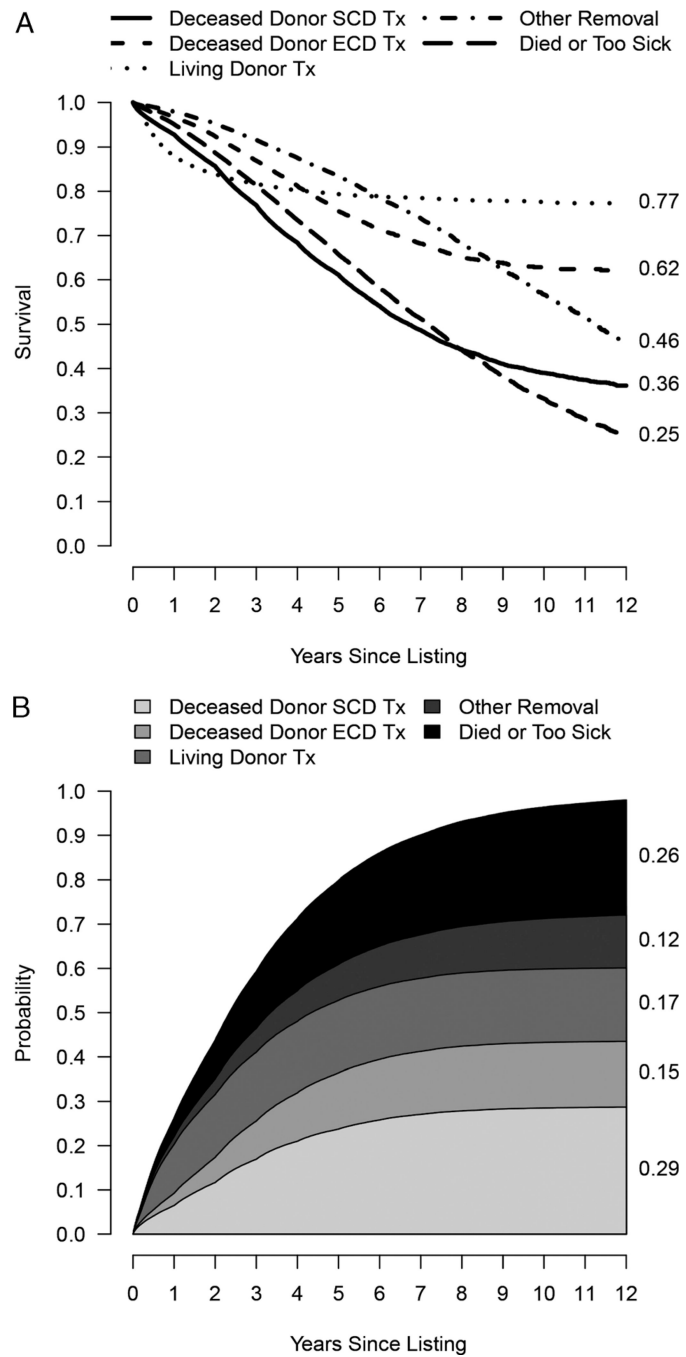 A
Deceased Donor SCD Tx
Deceased Donor ECD Tx
Living Donor Tx
Other Removal
Died or Too Sick
1.0
0.9
0.8
0.7
0.6
0.5
0.4
0.3
0.2
0.1
0.0
Survival
0.77
0.62
0.46
0.36
0.25
0 1 2 3 4 5 6 7 8 9 10 11 12
Years Since Listing
B
Deceased Donor SCD Tx
Deceased Donor ECD Tx
Living Donor Tx
Other Removal
Died or Too Sick
1.0
0.9
0.8
0.7
0.6
0.5
0.4
0.3
0.2
0.1
0.0
Probability
0.26
0.12
0.17
0.15
0.29
0 1 2 3 4 5 6 7 8 9 10 11 12
Years Since Listing